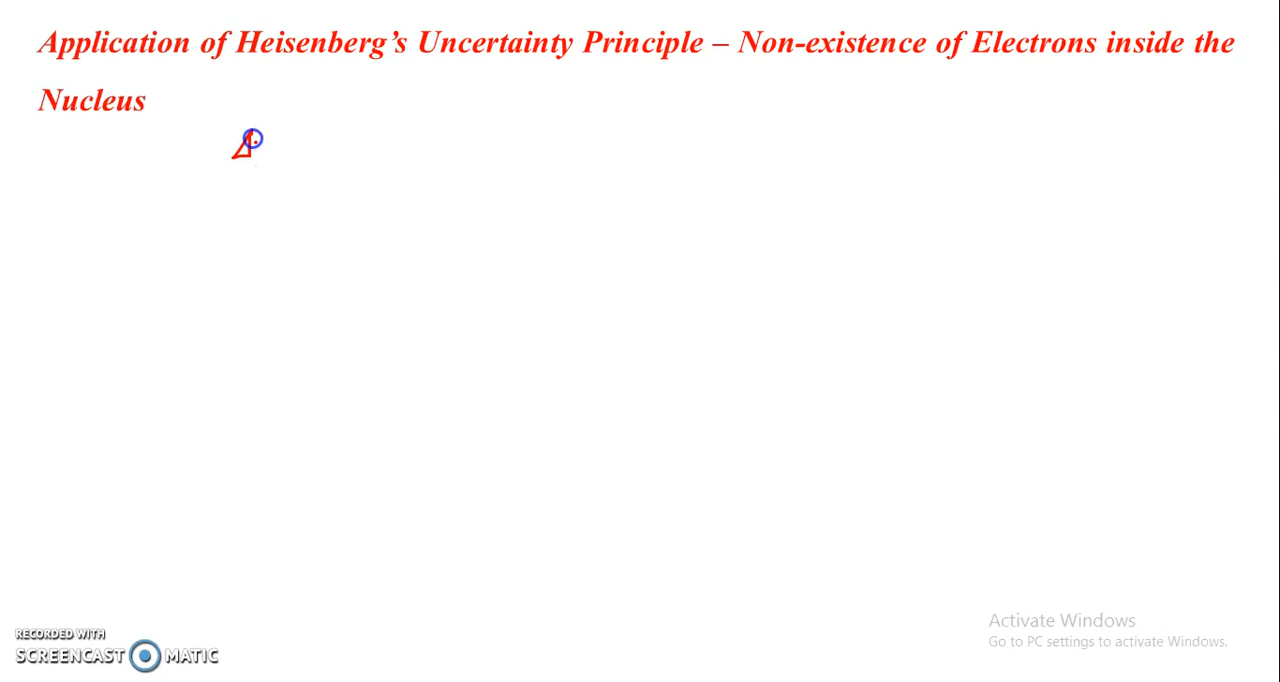 Application of Heisenberg’s Uncertainty Principle – Non-existence of Electrons inside the
Nucleus
Δ
Activate Windows
Go to PC settings to activate Windows.
RECORDED WITH
SCREENCAST MATIC